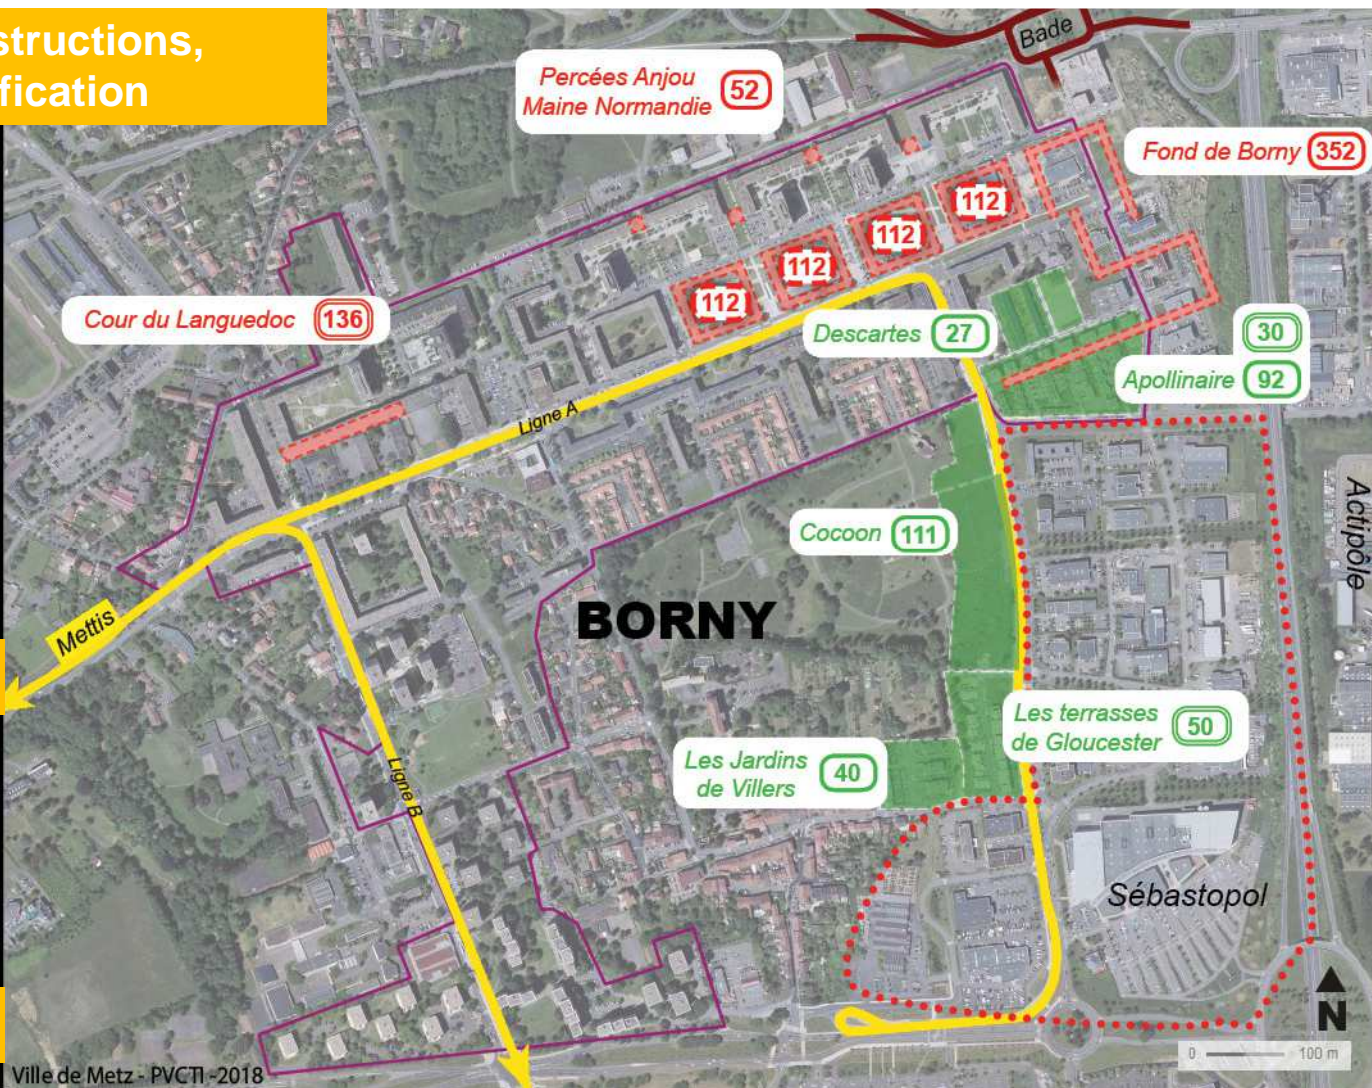 structions,
fication
Bade
Percées Anjou
Maine Normandie 52
Fond de Borny 352
112
112
112
112
Cour du Languedoc 136
Descartes 27
30
Apollinaire 92
Ligne A
Actipôle
Cocoon 111
BORNY
Mettis
Les terrasses
de Gloucester 50
Les Jardins
de Villers 40
Ligne B
Sébastopol
N
0 100 m
Ville de Metz - PVCTI -2018